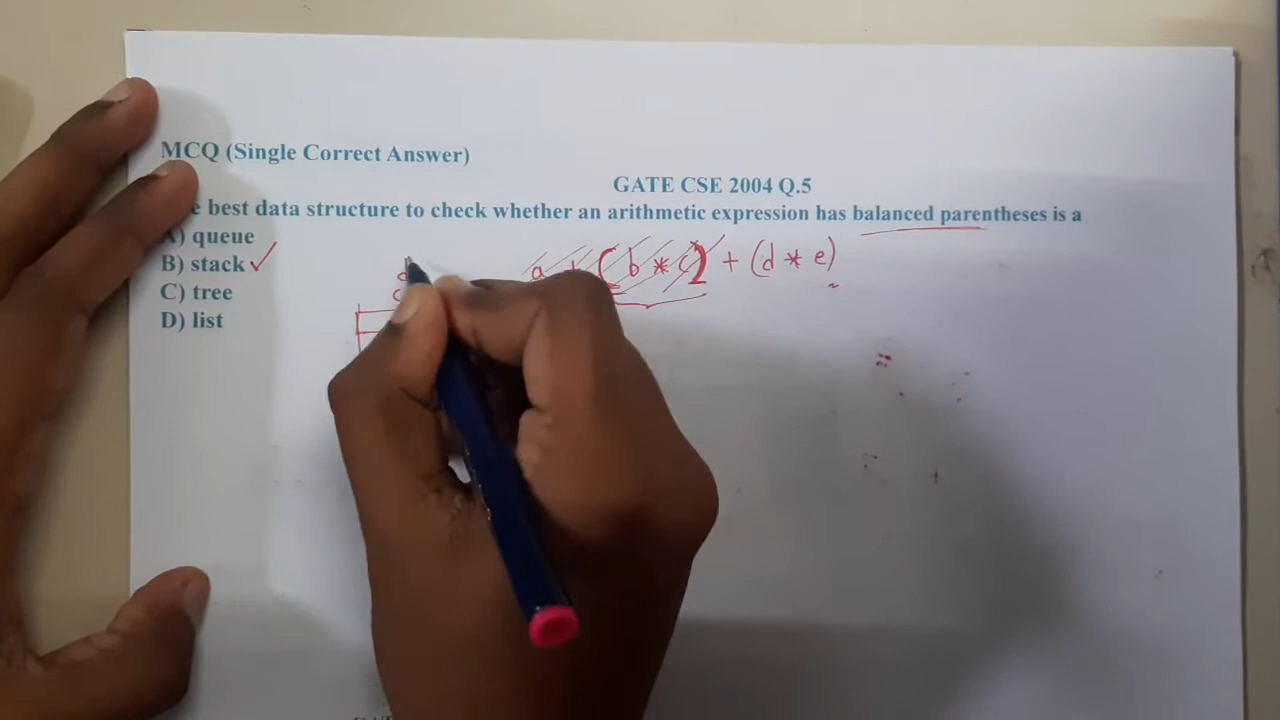 MCQ (Single Correct Answer)
GATE CSE 2004 Q.5
e best data structure to check whether an arithmetic expression has balanced parentheses is a
A) queue
B) stack ✓
C) tree
D) list
a + (b * c) + (d * e)